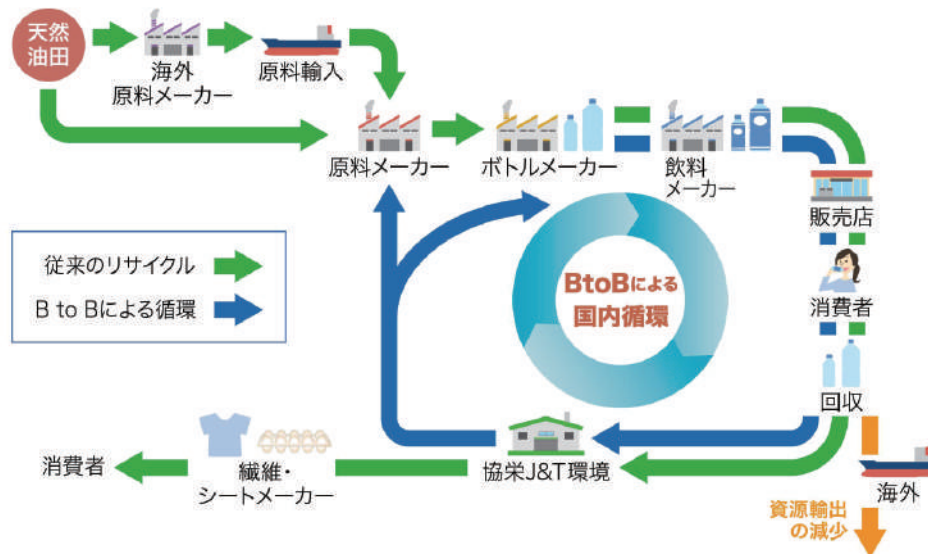 天然
油田
海外
原料メーカー
原料輸入
原料メーカー
ボトルメーカー
飲料
メーカー
販売店
従来のリサイクル
B to Bによる循環
BtoBによる
国内循環
消費者
回収
消費者
繊維・
シートメーカー
協栄J&T環境
海外
資源輸出
の減少